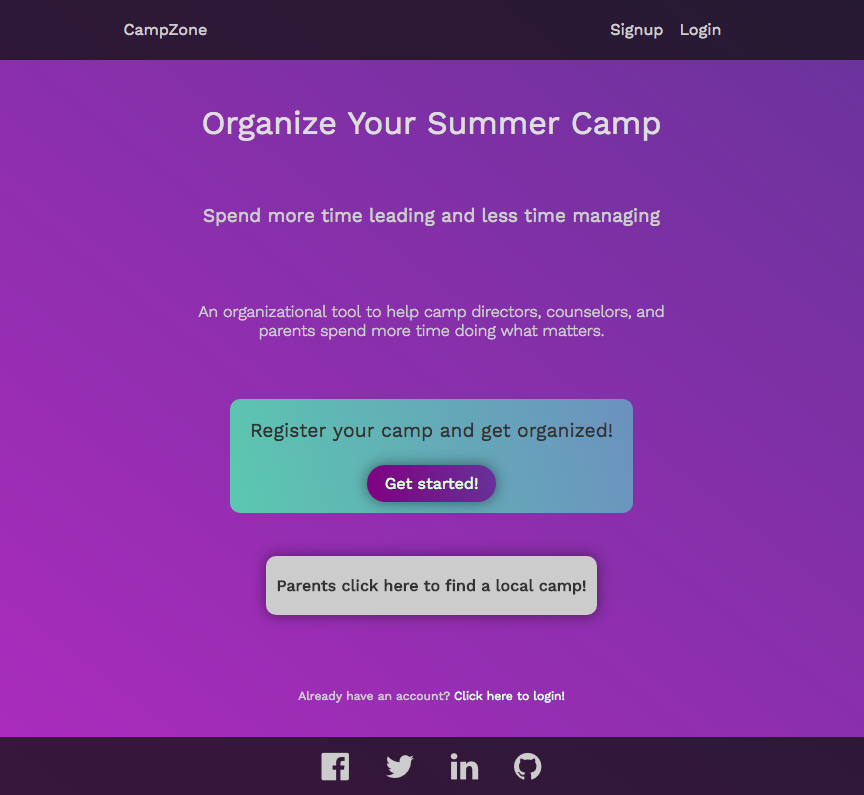 CampZone
Signup Login
Organize Your Summer Camp
Spend more time leading and less time managing
An organizational tool to help camp directors, counselors, and
parents spend more time doing what matters.
Register your camp and get organized!
Get started!
Parents click here to find a local camp!
Already have an account? Click here to login!